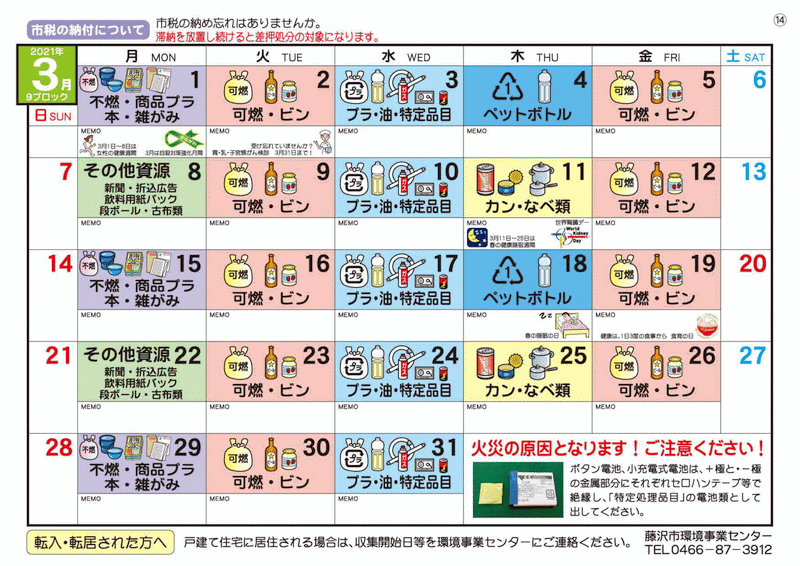 市税の納付について
市税の納め忘れはありませんか。
滞納を放置し続けると差押処分の対象になります。
⑭
2021年
3月
9ブロック
日 SUN
月 MON
火 TUE
水 WED
木 THU
金 FRI
土 SAT
不燃 1
不燃・商品プラ
本・雑がみ
MEMO
3月1日〜8日は
女性の健康週間
3月は自殺対策強化月間
可燃 2
可燃・ビン
MEMO
受け忘れていませんか?
胃・乳・子宮頸がん検診 3月31日まで!
プラ 3
プラ・油・特定品目
MEMO
1 4
ペットボトル
MEMO
可燃 5
可燃・ビン
MEMO
6
7
その他資源 8
新聞・折込広告
飲料用紙パック
段ボール・古布類
MEMO
可燃 9
可燃・ビン
MEMO
プラ 10
プラ・油・特定品目
MEMO
11
カン・なべ類
MEMO
3月11日〜25日は
春の健康睡眠週間
世界腎臓デー
World
Kidney
Day
可燃 12
可燃・ビン
MEMO
13
14
不燃 15
不燃・商品プラ
本・雑がみ
MEMO
可燃 16
可燃・ビン
MEMO
プラ 17
プラ・油・特定品目
MEMO
1 18
ペットボトル
MEMO
春の睡眠の日
zz
可燃 19
可燃・ビン
MEMO
健康は、1日3度の食事から 食育の日
20
21
その他資源 22
新聞・折込広告
飲料用紙パック
段ボール・古布類
MEMO
可燃 23
可燃・ビン
MEMO
プラ 24
プラ・油・特定品目
MEMO
25
カン・なべ類
MEMO
可燃 26
可燃・ビン
MEMO
27
28
不燃 29
不燃・商品プラ
本・雑がみ
MEMO
可燃 30
可燃・ビン
MEMO
プラ 31
プラ・油・特定品目
MEMO
火災の原因となります!ご注意ください!
ボタン電池、小充電式電池は、+極と・−極
の金属部分にそれぞれセロハンテープ等で
絶縁し、「特定処理品目」の電池類として
出してください。
転入・転居された方へ
戸建て住宅に居住される場合は、収集開始日等を環境事業センターにご連絡ください。
藤沢市環境事業センター
TEL0466-87-3912